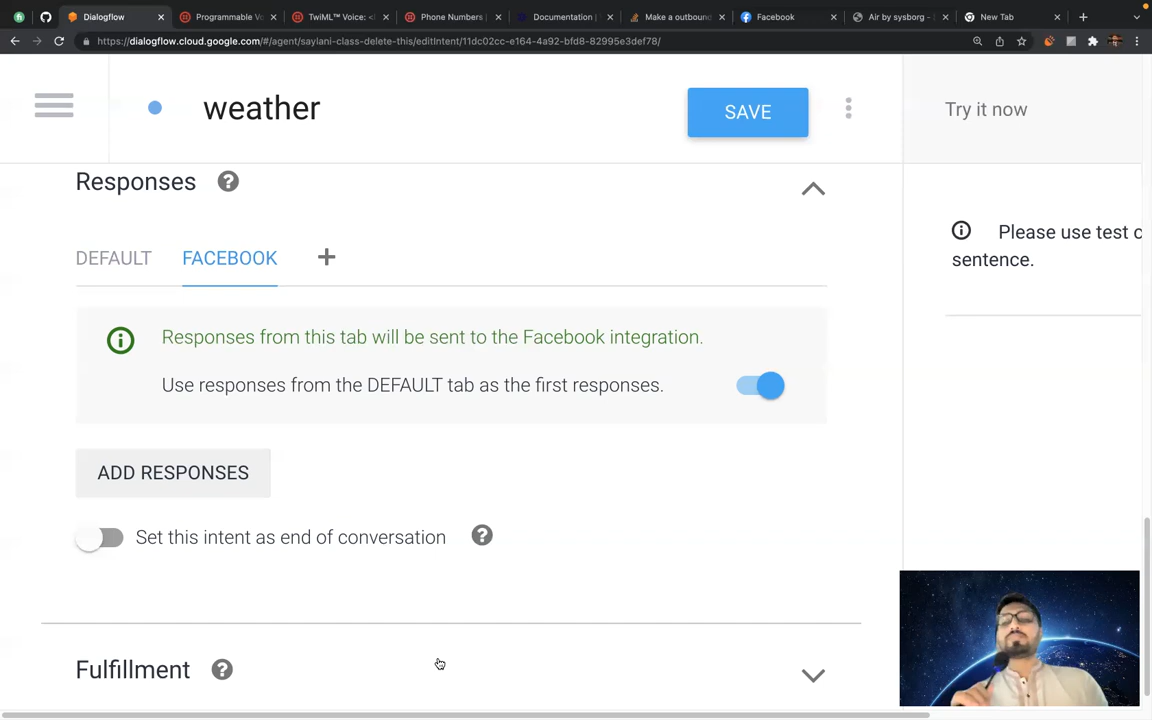 Dialogflow
Programmable Vo
TwiML™ Voice: <
Phone Numbers |
Documentation |
Make a outbound
Facebook
Air by sysborg -
New Tab
https://dialogflow.cloud.google.com/#/agent/saylani-class-delete-this/editIntent/11dc02cc-e164-4a92-bfd8-82995e3def78/
weather
SAVE
Try it now
Responses
DEFAULT
FACEBOOK
Please use test c
sentence.
Responses from this tab will be sent to the Facebook integration.
Use responses from the DEFAULT tab as the first responses.
ADD RESPONSES
Set this intent as end of conversation
Fulfillment